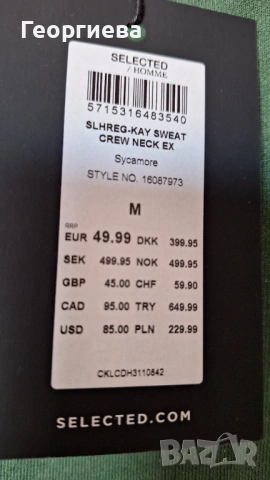 Георгиева
SELECTED
/ HOMME
5715316483540
SLHREG-KAY SWEAT
CREW NECK EX
Sycamore
STYLE NO. 16087973
M
RRP
EUR 49.99 DKK 399.95
SEK 499.95 NOK 499.95
GBP 45.00 CHF 59.90
CAD 95.00 TRY 649.99
USD 85.00 PLN 229.99
CKLCDH3110842
SELECTED.COM
BAZAR